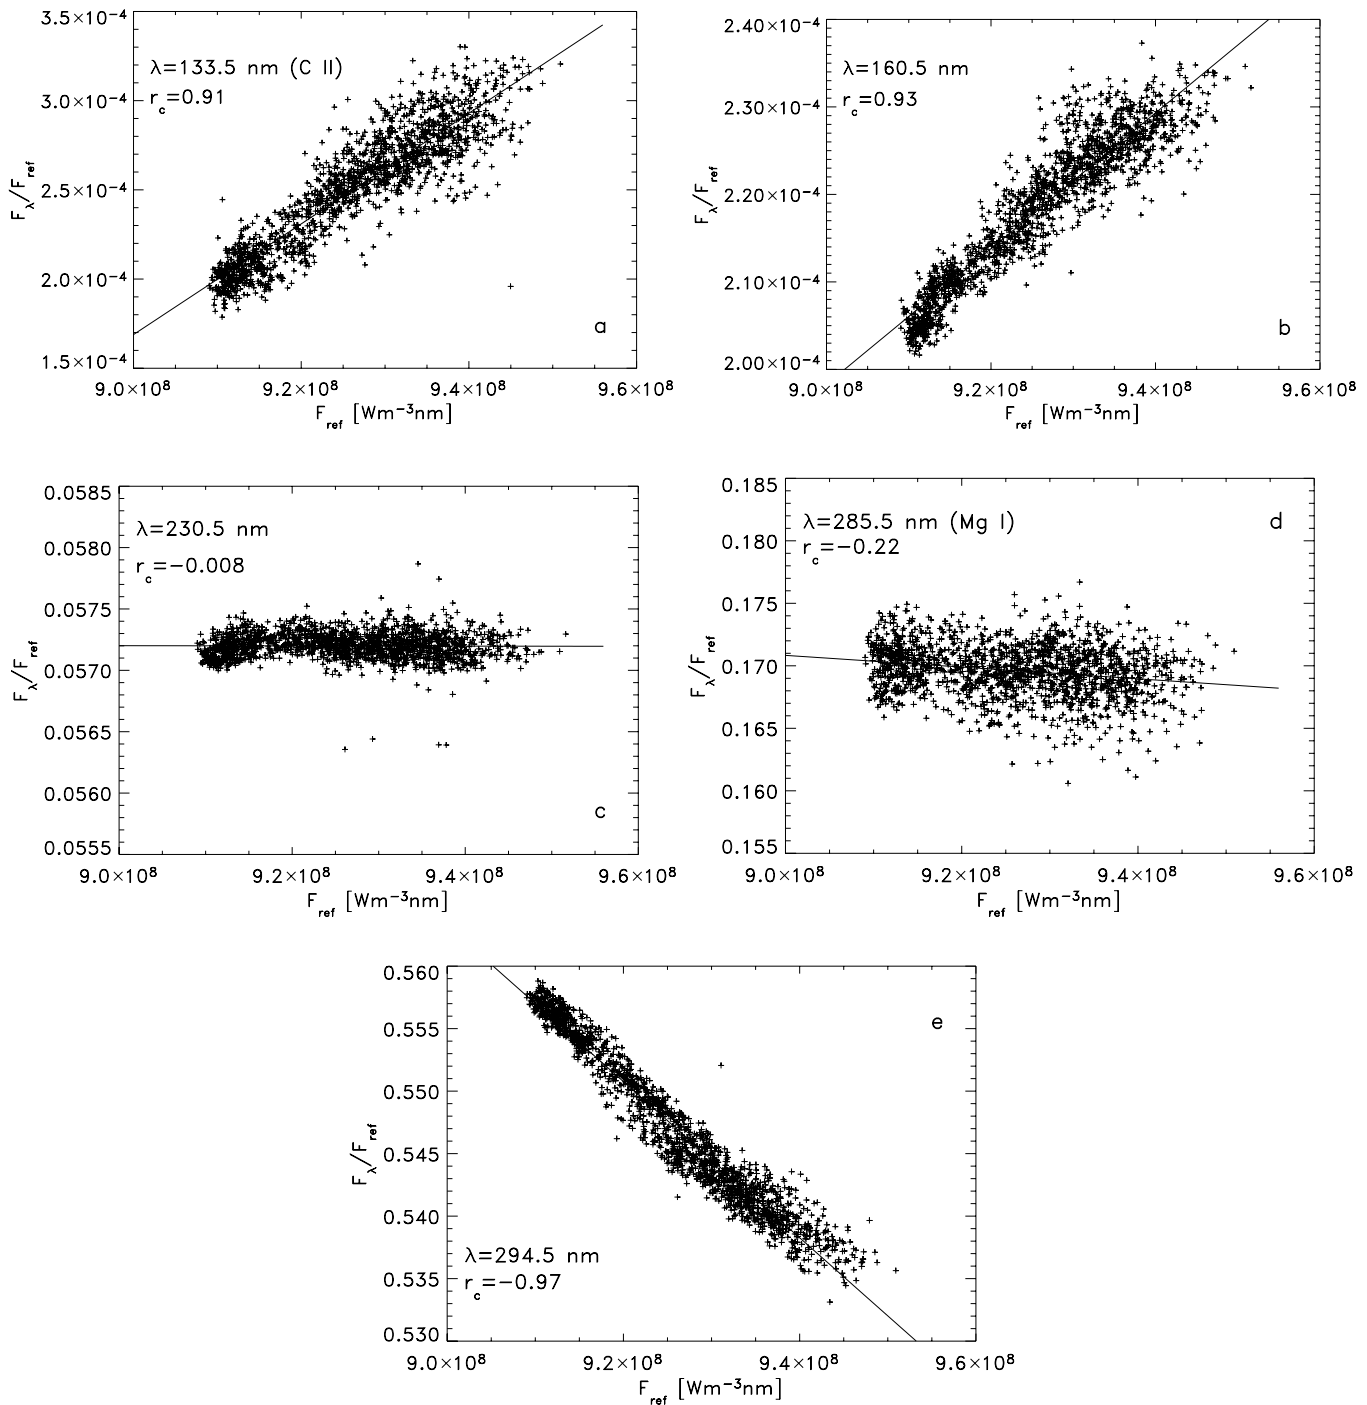 3.5×10⁻⁴
3.0×10⁻⁴
2.5×10⁻⁴
2.0×10⁻⁴
1.5×10⁻⁴
F_λ/F_ref
λ=133.5 nm (C II)
r_c=0.91
a
9.0×10⁸ 9.2×10⁸ 9.4×10⁸ 9.6×10⁸
F_ref [Wm⁻³nm]
2.40×10⁻⁴
2.30×10⁻⁴
2.20×10⁻⁴
2.10×10⁻⁴
2.00×10⁻⁴
F_λ/F_ref
λ=160.5 nm
r_c=0.93
b
9.0×10⁸ 9.2×10⁸ 9.4×10⁸ 9.6×10⁸
F_ref [Wm⁻³nm]
0.0585
0.0580
0.0575
0.0570
0.0565
0.0560
0.0555
F_λ/F_ref
λ=230.5 nm
r_c=−0.008
c
9.0×10⁸ 9.2×10⁸ 9.4×10⁸ 9.6×10⁸
F_ref [Wm⁻³nm]
0.185
0.180
0.175
0.170
0.165
0.160
0.155
F_λ/F_ref
λ=285.5 nm (Mg I)
r_c=−0.22
d
9.0×10⁸ 9.2×10⁸ 9.4×10⁸ 9.6×10⁸
F_ref [Wm⁻³nm]
0.560
0.555
0.550
0.545
0.540
0.535
0.530
F_λ/F_ref
e
λ=294.5 nm
r_c=−0.97
9.0×10⁸ 9.2×10⁸ 9.4×10⁸ 9.6×10⁸
F_ref [Wm⁻³nm]